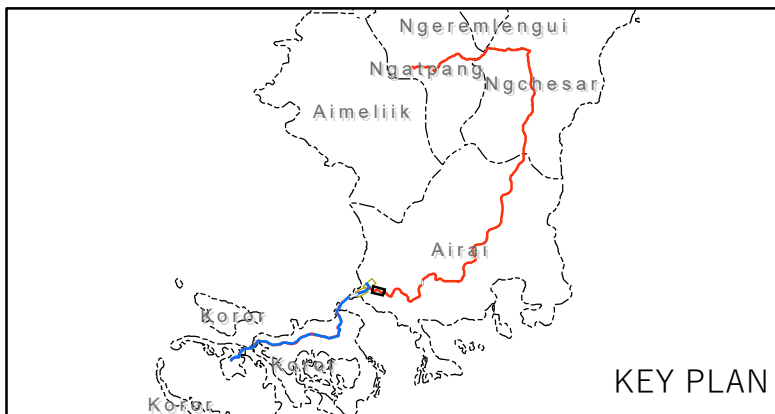 Ngeremlengui
Ngatpang
Ngchesar
Aimeliik
Airai
Koror
Koror
Koror
KEY PLAN